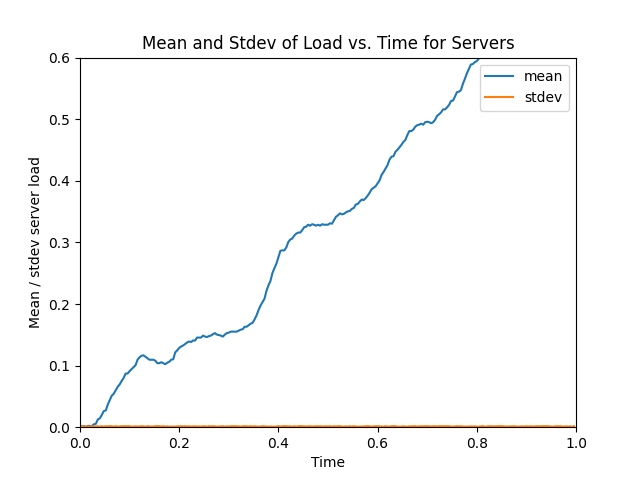 Mean and Stdev of Load vs. Time for Servers
mean
stdev
Mean / stdev server load
0.6
0.5
0.4
0.3
0.2
0.1
0.0
0.0 0.2 0.4 0.6 0.8 1.0
Time